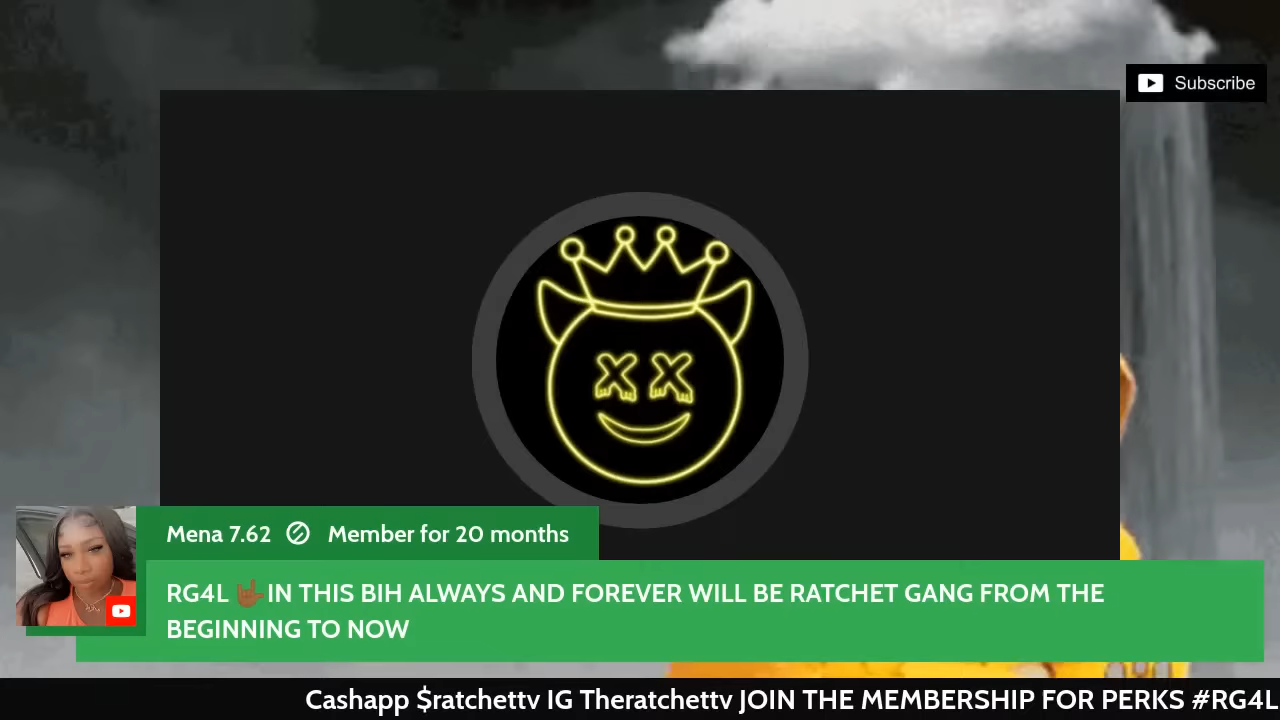 Subscribe
Mena 7.62 Member for 20 months
RG4L 🤟🏾IN THIS BIH ALWAYS AND FOREVER WILL BE RATCHET GANG FROM THE
BEGINNING TO NOW
Cashapp $ratchettv IG Theratchettv JOIN THE MEMBERSHIP FOR PERKS #RG4L